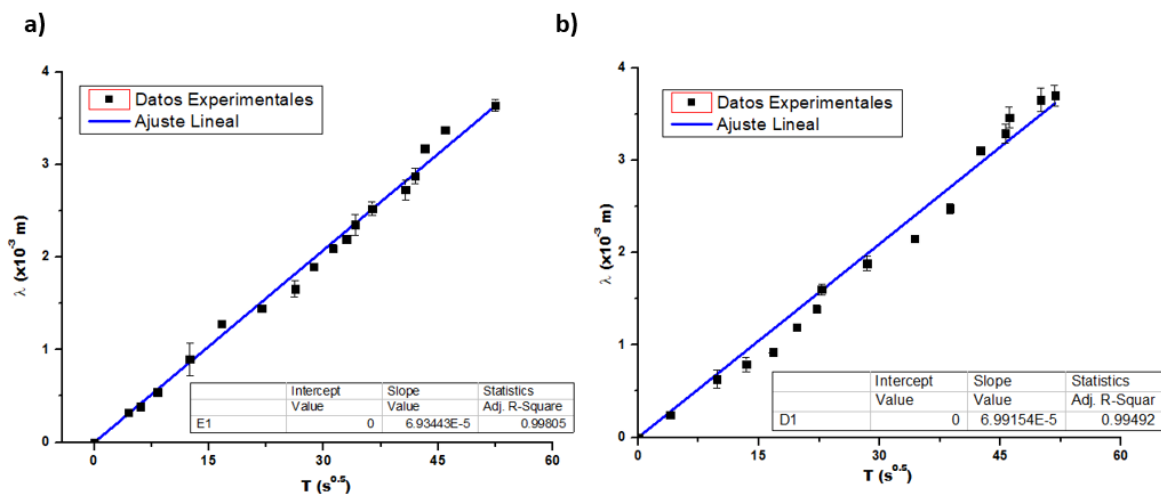 a)
4
3
2
1
0
λ (x10⁻³ m)
Datos Experimentales
Ajuste Lineal
Intercept Slope Statistics
Value Value Adj. R-Square
E1 0 6.93443E-5 0.99805
0 15 30 45 60
T (s⁰·⁵)
b)
4
3
2
1
0
λ (x10⁻³ m)
Datos Experimentales
Ajuste Lineal
Intercept Slope Statistics
Value Value Adj. R-Squar
D1 0 6.99154E-5 0.99492
0 15 30 45 60
T (s⁰·⁵)